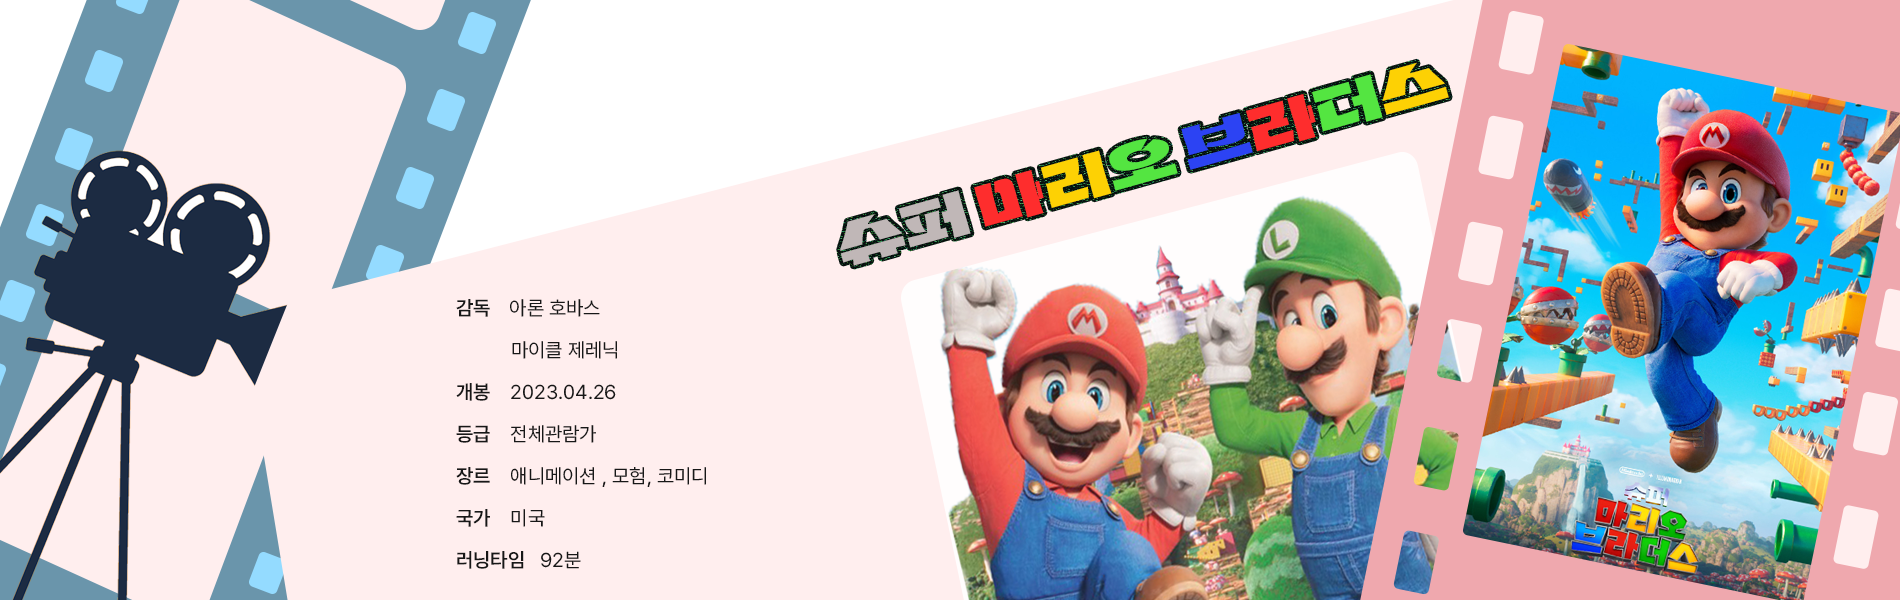 슈퍼 마리오 브라더스
감독 아론 호바스
마이클 제레닉
개봉 2023.04.26
등급 전체관람가
장르 애니메이션 , 모험, 코미디
국가 미국
러닝타임 92분
M
L
M
슈퍼
마리오
브라더스